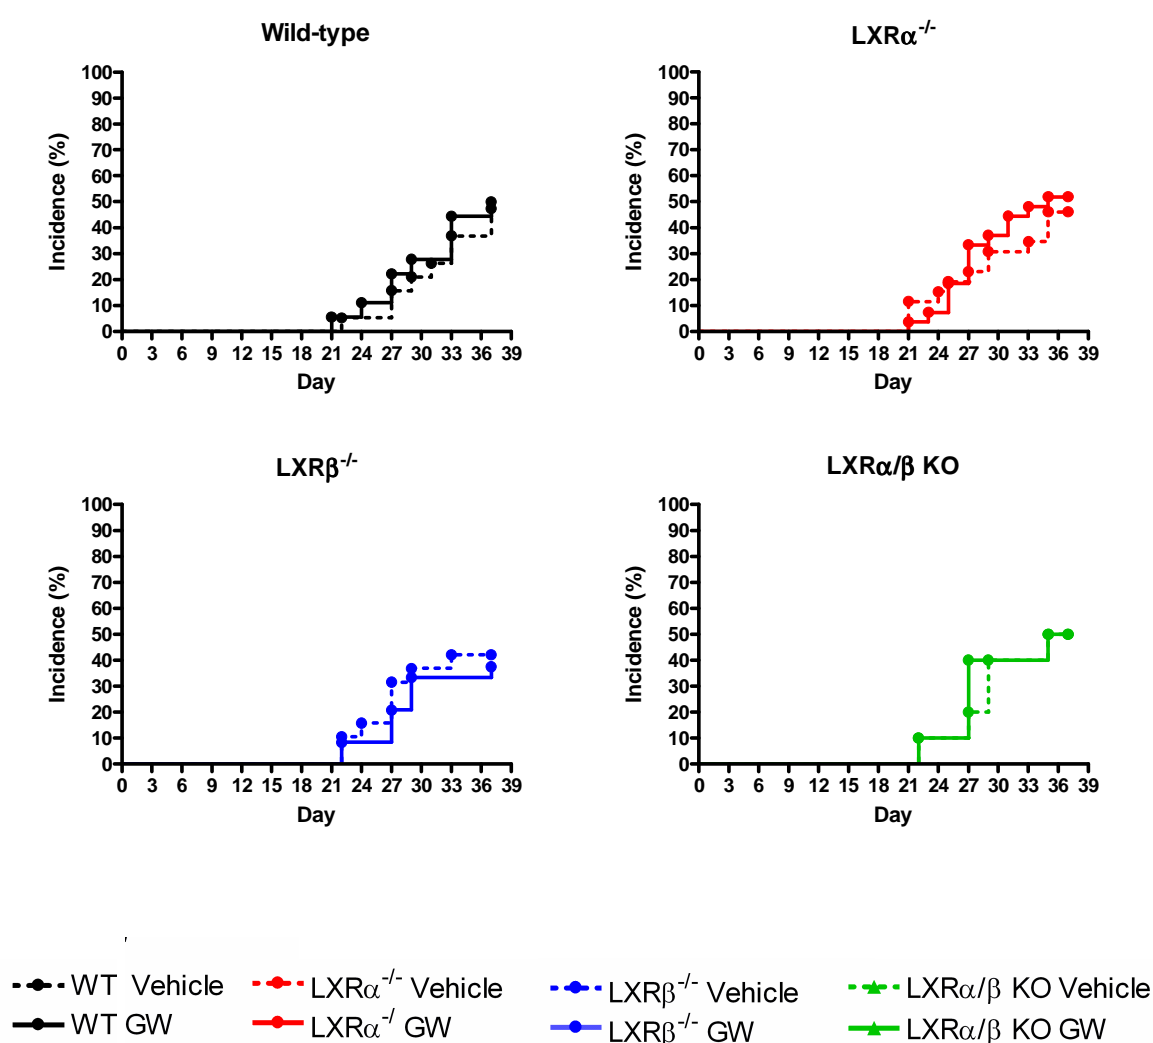 Wild-type
LXRα-/-
100
90
80
70
60
50
40
30
20
10
0
Incidence (%)
0 3 6 9 12 15 18 21 24 27 30 33 36 39
Day
100
90
80
70
60
50
40
30
20
10
0
Incidence (%)
0 3 6 9 12 15 18 21 24 27 30 33 36 39
Day
LXRβ-/-
LXRα/β KO
100
90
80
70
60
50
40
30
20
10
0
Incidence (%)
0 3 6 9 12 15 18 21 24 27 30 33 36 39
Day
100
90
80
70
60
50
40
30
20
10
0
Incidence (%)
0 3 6 9 12 15 18 21 24 27 30 33 36 39
Day
WT Vehicle
LXRα-/- Vehicle
LXRβ-/- Vehicle
LXRα/β KO Vehicle
WT GW
LXRα-/ GW
LXRβ-/- GW
LXRα/β KO GW